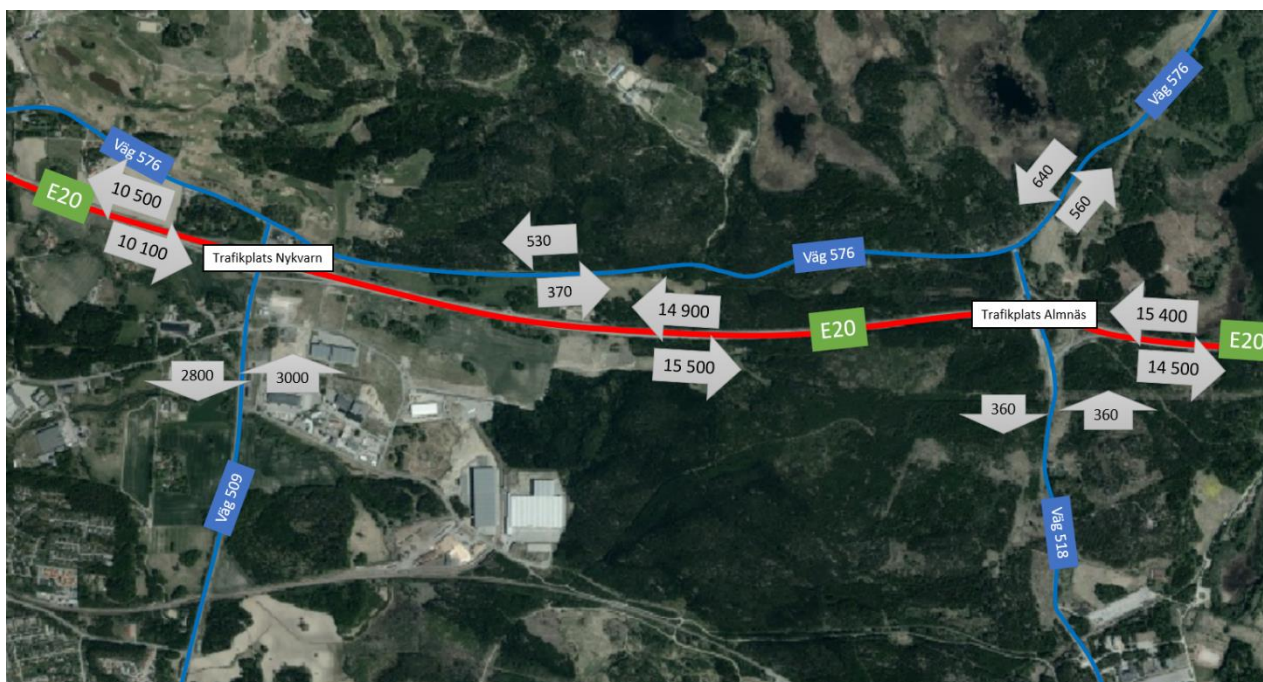 Väg 576
Väg 576
640
560
10 500
E20
10 100
Trafikplats Nykvarn
530
Väg 576
370
14 900
Trafikplats Almnäs
15 400
E20
E20
15 500
14 500
2800
3000
360
360
Väg 509
Väg 518